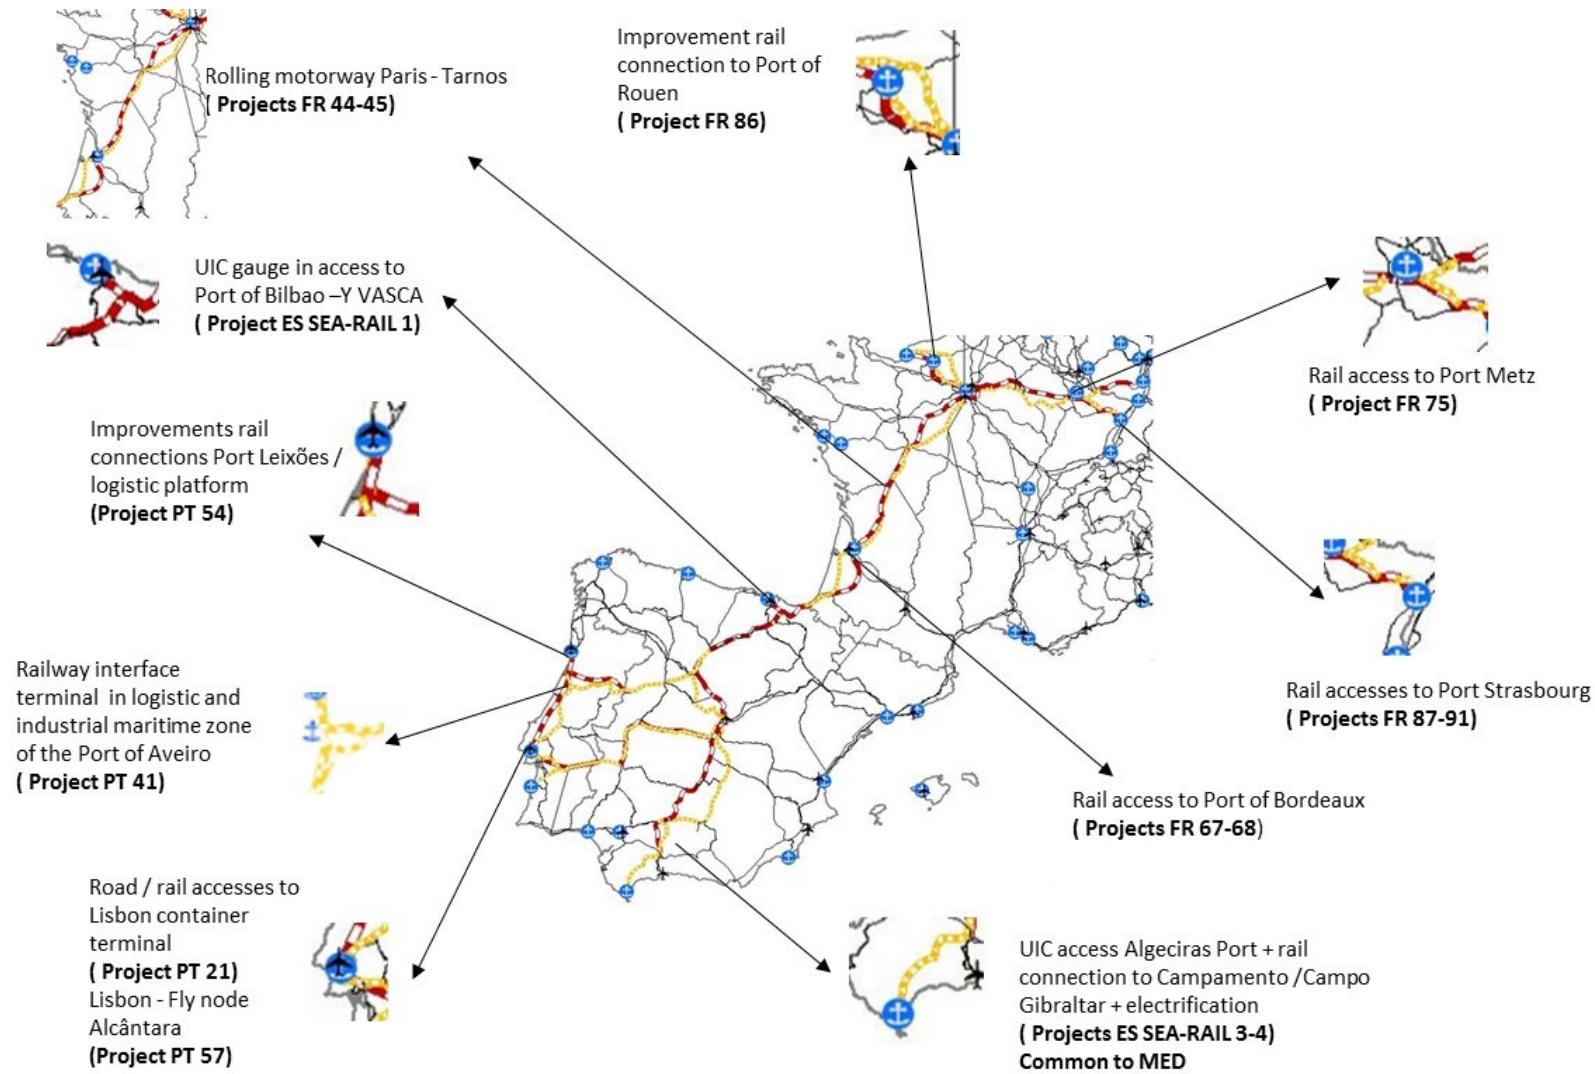 Rolling motorway Paris - Tarnos
( Projects FR 44-45)
Improvement rail
connection to Port of
Rouen
( Project FR 86)
UIC gauge in access to
Port of Bilbao –Y VASCA
( Project ES SEA-RAIL 1)
Rail access to Port Metz
( Project FR 75)
Improvements rail
connections Port Leixões /
logistic platform
(Project PT 54)
Railway interface
terminal in logistic and
industrial maritime zone
of the Port of Aveiro
( Project PT 41)
Rail accesses to Port Strasbourg
( Projects FR 87-91)
Rail access to Port of Bordeaux
( Projects FR 67-68)
Road / rail accesses to
Lisbon container
terminal
( Project PT 21)
Lisbon - Fly node
Alcântara
(Project PT 57)
UIC access Algeciras Port + rail
connection to Campamento /Campo
Gibraltar + electrification
( Projects ES SEA-RAIL 3-4)
Common to MED